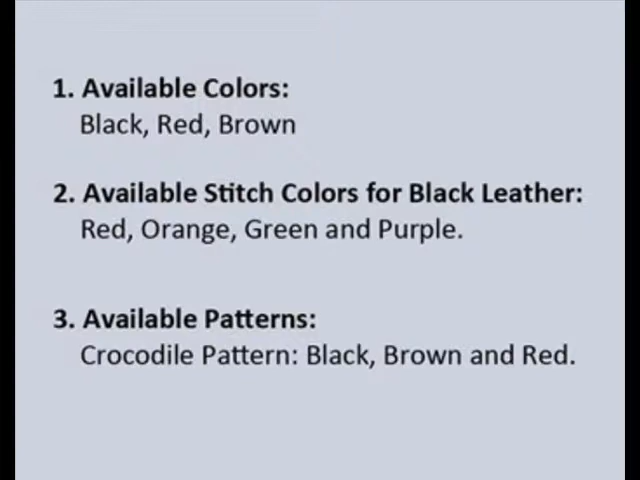 1. Available Colors:
Black, Red, Brown
2. Available Stitch Colors for Black Leather:
Red, Orange, Green and Purple.
3. Available Patterns:
Crocodile Pattern: Black, Brown and Red.